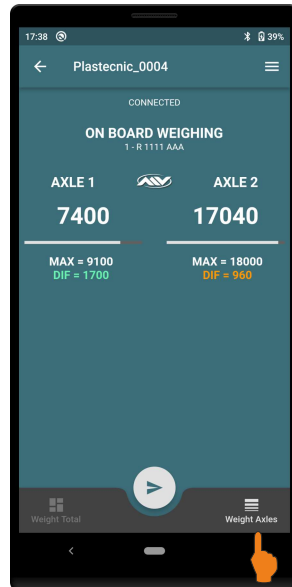 17:38 39%
Plastecnic_0004
CONNECTED
ON BOARD WEIGHING
1 - R 1111 AAA
AXLE 1 AXLE 2
7400 17040
MAX = 9100 MAX = 18000
DIF = 1700 DIF = 960
Weight Total Weight Axles